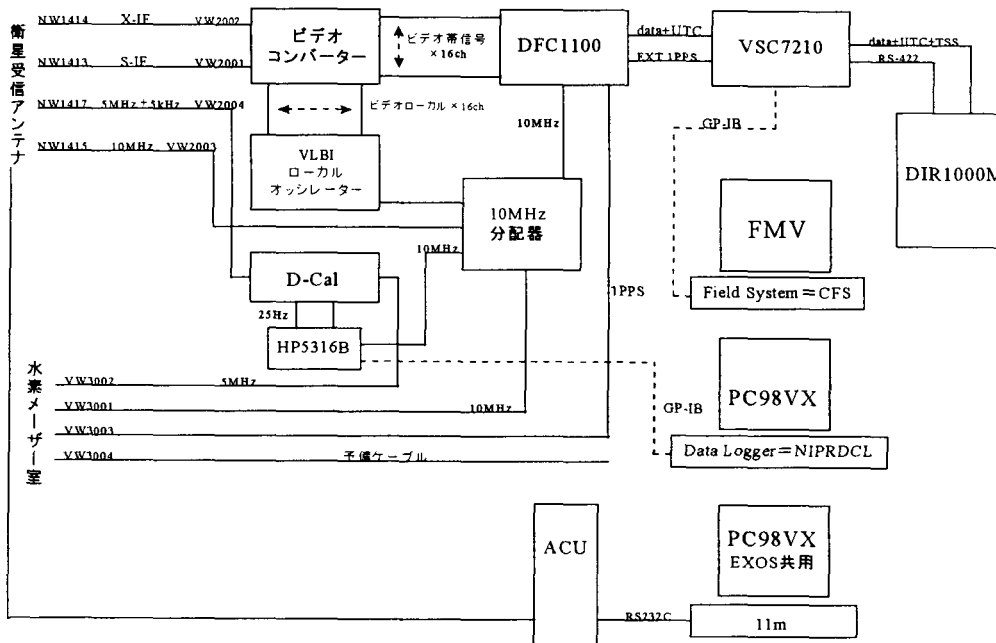 衛星受信アンテナ
NW1414 X-IF VW2002
NW1413 S-IF VW2001
NW1417 5MHz+5kHz VW2004
NW1415 10MHz VW2003
ビデオ
コンバーター
ビデオ帯信号
×16ch
DFC1100
data+UTC
EXT 1PPS
VSC7210
data+UTC+TSS
RS-422
ビデオローカル×16ch
10MHz
GP-IB
VLBI
ローカル
オッシレーター
DIR1000M
10MHz
分配器
FMV
10MHz
D-Cal
1PPS
Field System=CFS
25Hz
HP5316B
水素メーザー室
VW3002 5MHz
VW3001 10MHz
VW3003
VW3004 予備ケーブル
GP-IB
PC98VX
Data Logger=NIPRDCL
ACU
PC98VX
EXOS共用
RS232C
11m